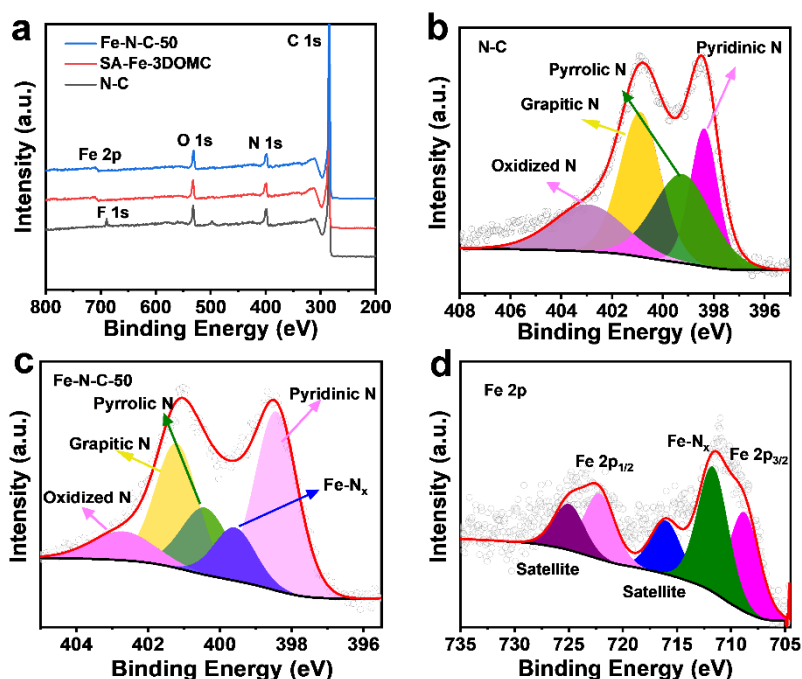 a
Fe-N-C-50
SA-Fe-3DOMC
N-C
C 1s
Fe 2p
O 1s
N 1s
F 1s
Intensity (a.u.)
800 700 600 500 400 300 200
Binding Energy (eV)
b
N-C
Pyridinic N
Pyrrolic N
Grapitic N
Oxidized N
Intensity (a.u.)
408 406 404 402 400 398 396
Binding Energy (eV)
c
Fe-N-C-50
Pyrrolic N
Pyridinic N
Grapitic N
Fe-Nx
Oxidized N
Intensity (a.u.)
404 402 400 398 396
Binding Energy (eV)
d
Fe 2p
Fe-Nx
Fe 2p1/2
Fe 2p3/2
Satellite
Satellite
Intensity (a.u.)
735 730 725 720 715 710 705
Binding Energy (eV)